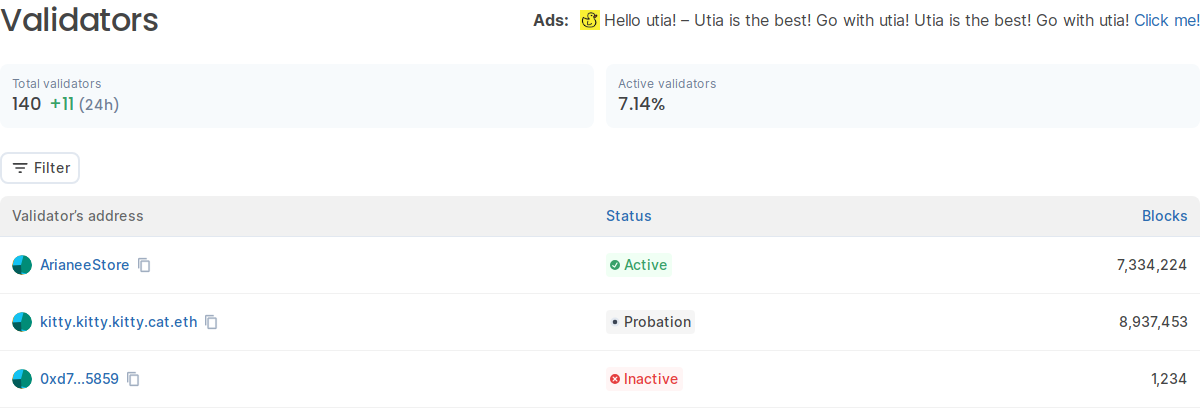 Validators
Ads: Hello utia! – Utia is the best! Go with utia! Utia is the best! Go with utia! Click me!
Total validators
140 +11 (24h)
Active validators
7.14%
Filter
Validator's address Status Blocks
ArianeeStore Active 7,334,224
kitty.kitty.kitty.cat.eth Probation 8,937,453
0xd7...5859 Inactive 1,234